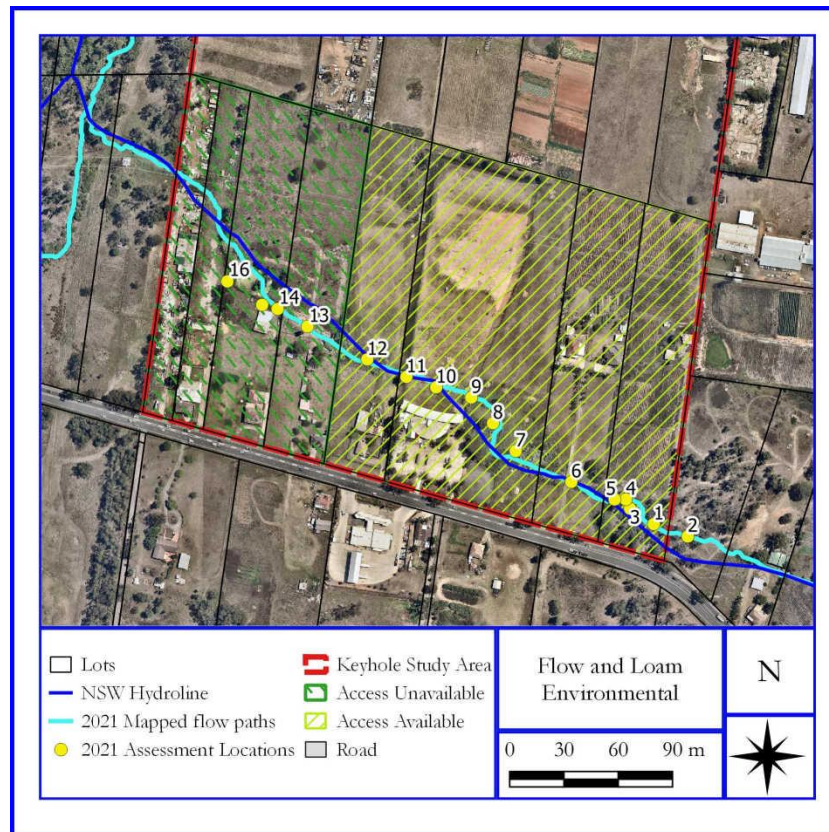 16
14
13
12
11
10
9
8
7
6
5
4
3
1
2
Lots
NSW Hydroline
2021 Mapped flow paths
2021 Assessment Locations
Keyhole Study Area
Access Unavailable
Access Available
Road
Flow and Loam
Environmental
0 30 60 90 m
N